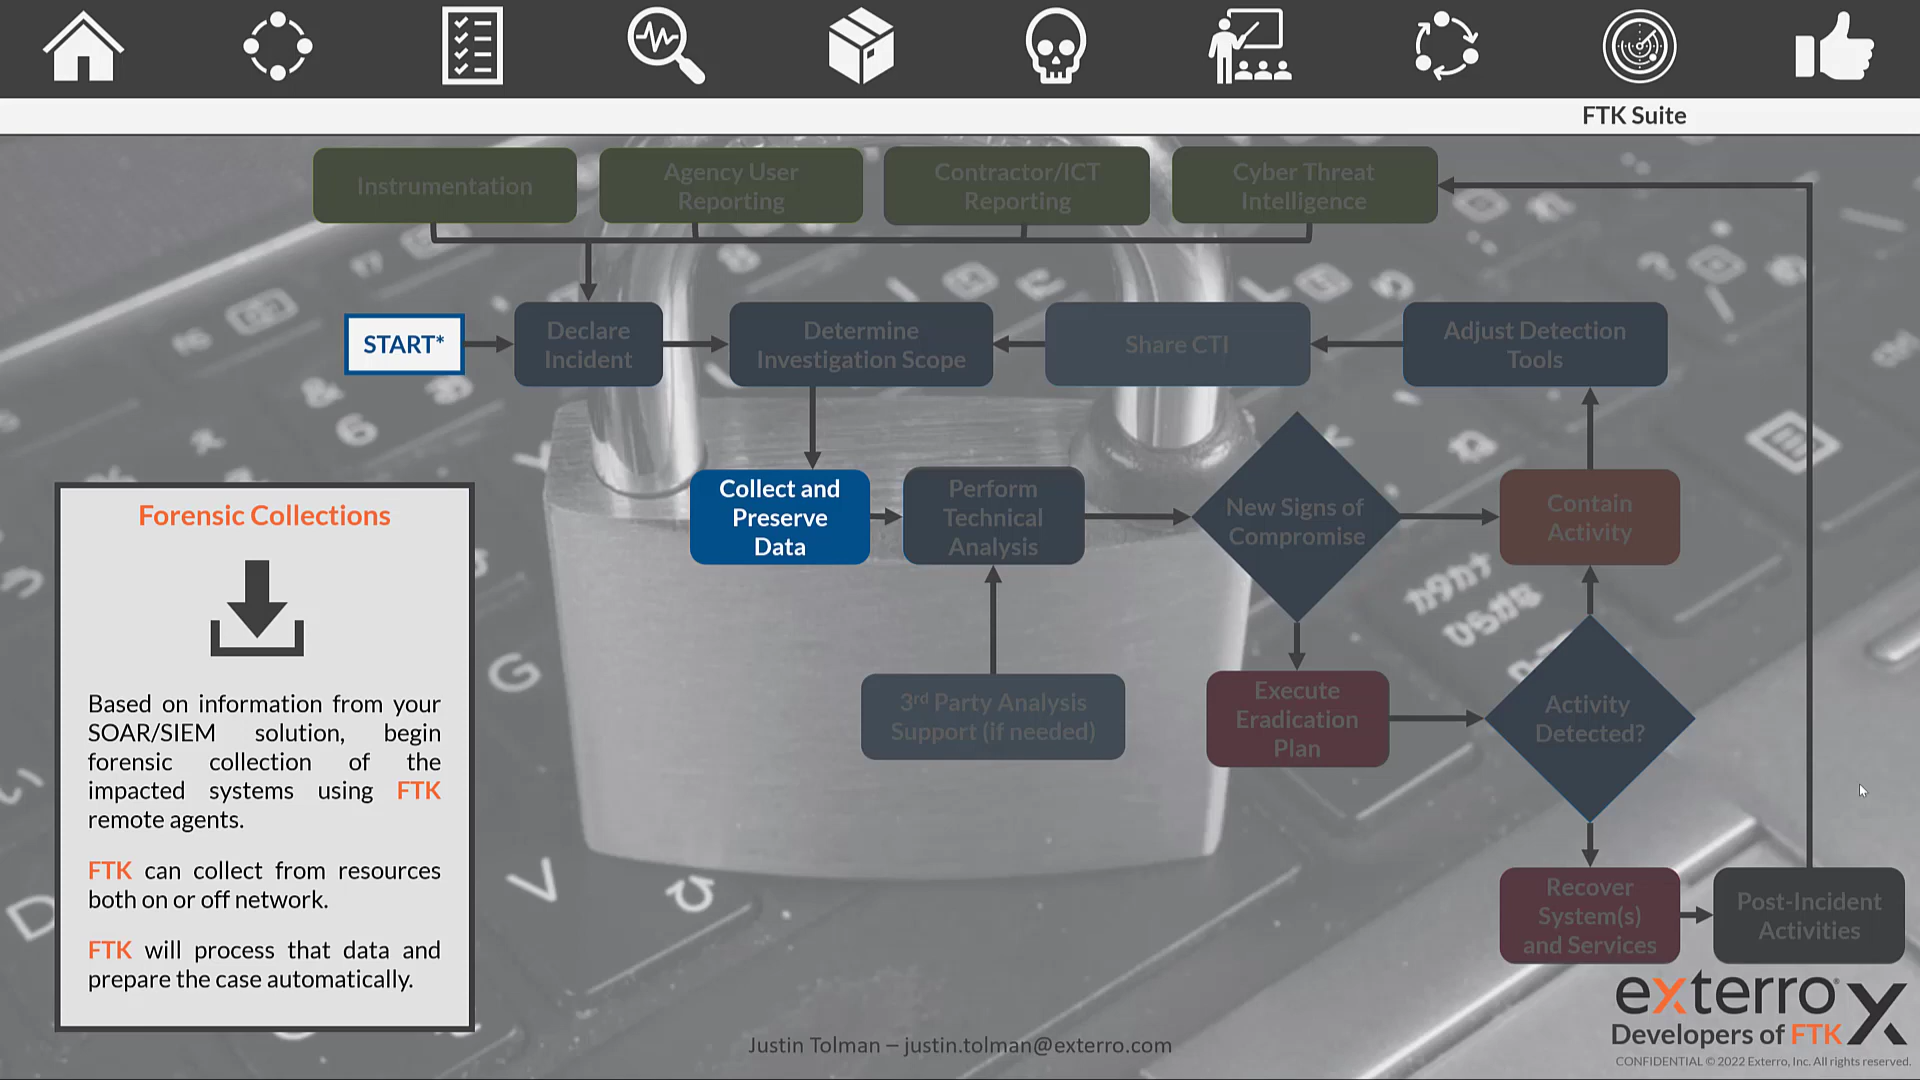 FTK Suite
Instrumentation
Agency User
Reporting
Contractor/ICT
Reporting
Cyber Threat
Intelligence
START*
Declare
Incident
Determine
Investigation Scope
Share CTI
Adjust Detection
Tools
Collect and
Preserve
Data
Perform
Technical
Analysis
New Signs of
Compromise
Contain
Activity
3rd Party Analysis
Support (if needed)
Execute
Eradication
Plan
Activity
Detected?
Recover
System(s)
and Services
Post-Incident
Activities
Forensic Collections
Based on information from your
SOAR/SIEM solution, begin
forensic collection of the
impacted systems using FTK
remote agents.
FTK can collect from resources
both on or off network.
FTK will process that data and
prepare the case automatically.
Justin Tolman – justin.tolman@exterro.com
exterro® X
Developers of FTK
CONFIDENTIAL © 2022 Exterro, Inc. All rights reserved.